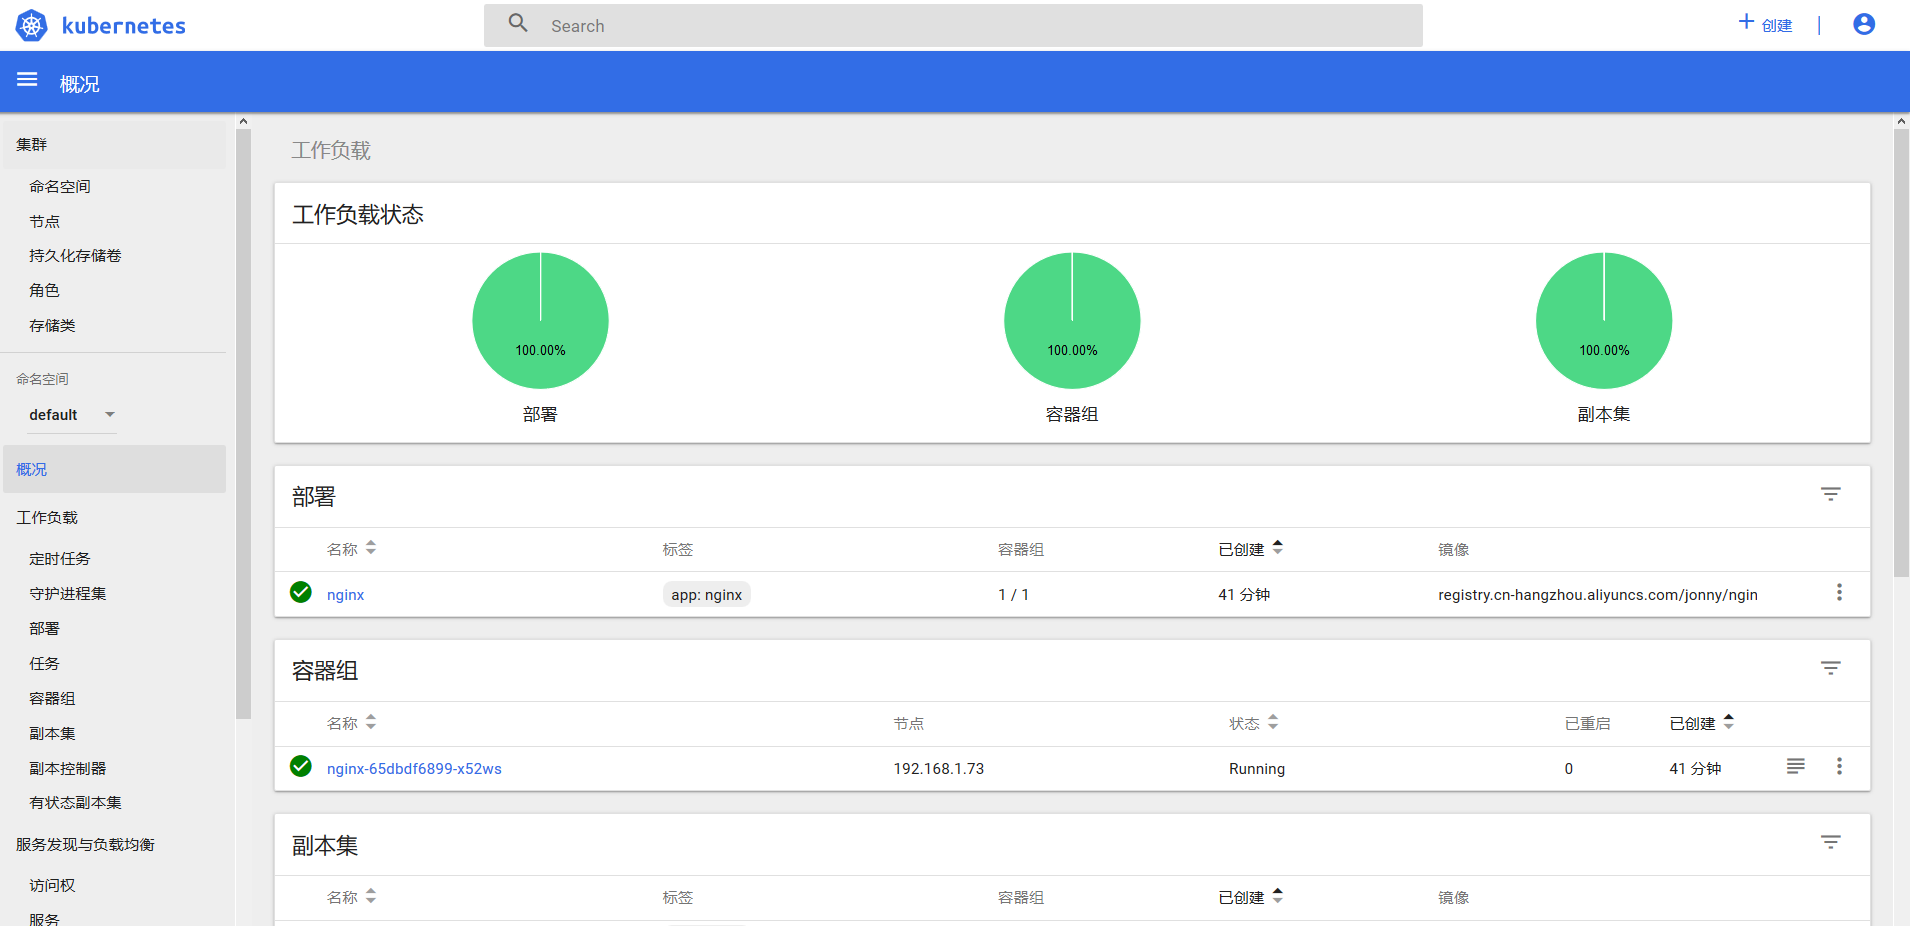 kubernetes
Search
创建
概况
集群
命名空间
节点
持久化存储卷
角色
存储类
命名空间
default
概况
工作负载
定时任务
守护进程集
部署
任务
容器组
副本集
副本控制器
有状态副本集
服务发现与负载均衡
访问权
服务
工作负载
工作负载状态
100.00% 100.00% 100.00%
部署 容器组 副本集
部署
名称 标签 容器组 已创建 镜像
nginx app: nginx 1 / 1 41 分钟 registry.cn-hangzhou.aliyuncs.com/jonny/ngin
容器组
名称 节点 状态 已重启 已创建
nginx-65dbdf6899-x52ws 192.168.1.73 Running 0 41 分钟
副本集
名称 标签 容器组 已创建 镜像